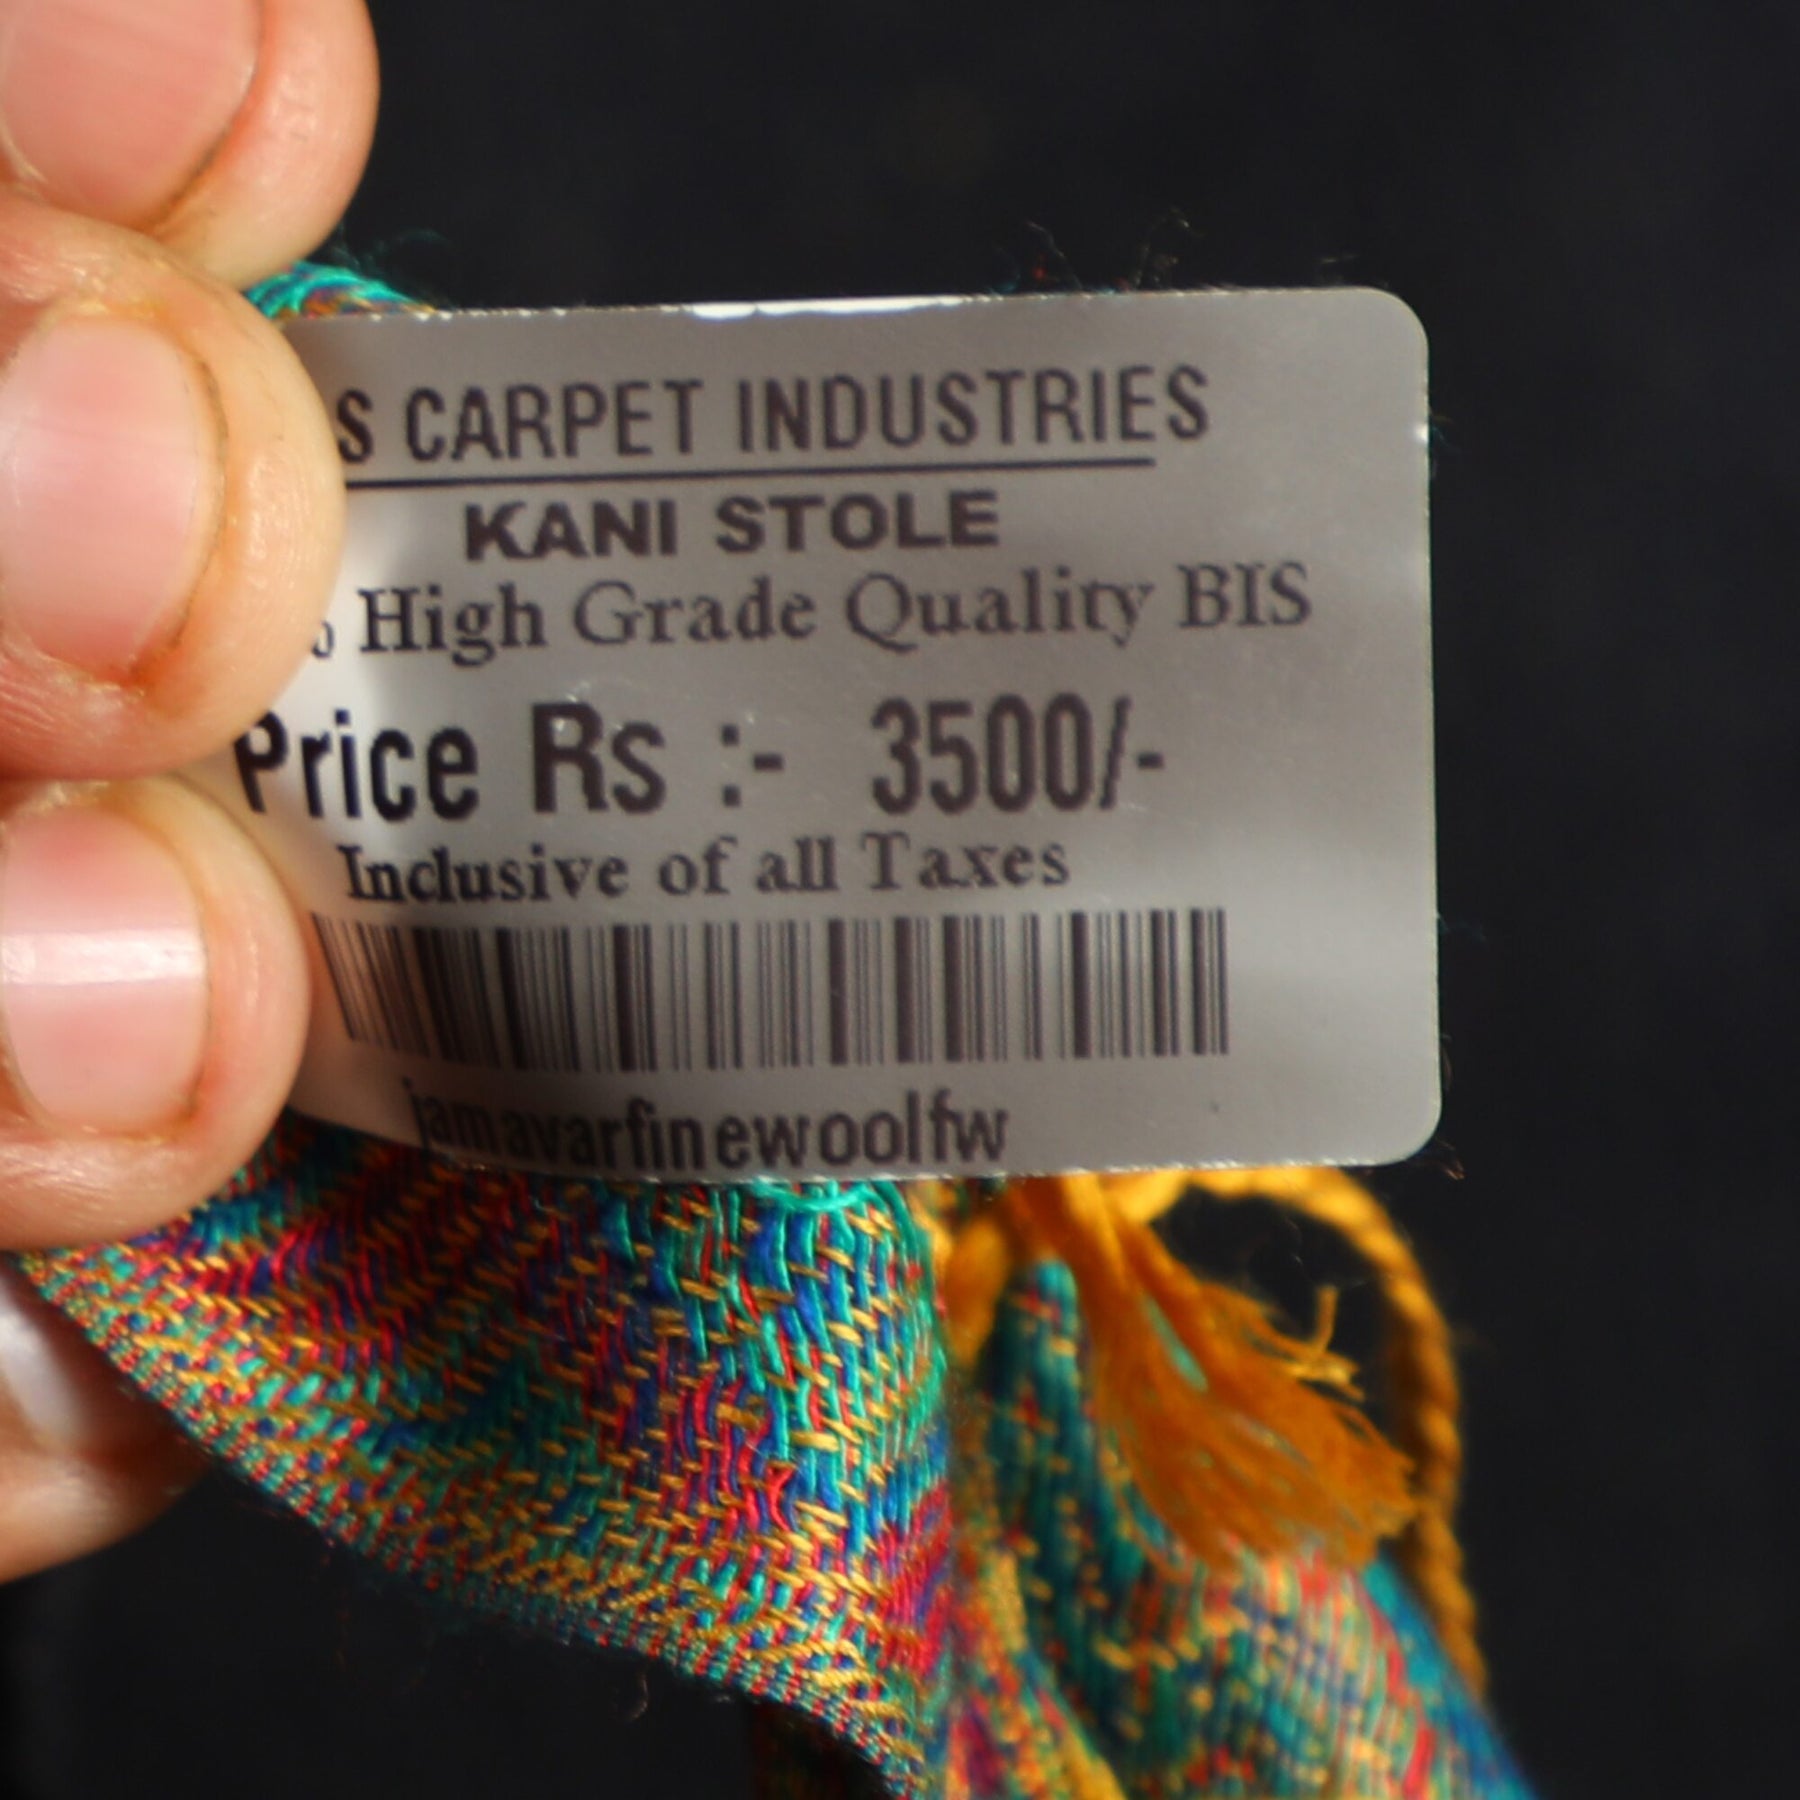 S CARPET INDUSTRIES
KANI STOLE
% High Grade Quality BIS
Price Rs :- 3500/-
Inclusive of all Taxes
jamavarfinewoolfw